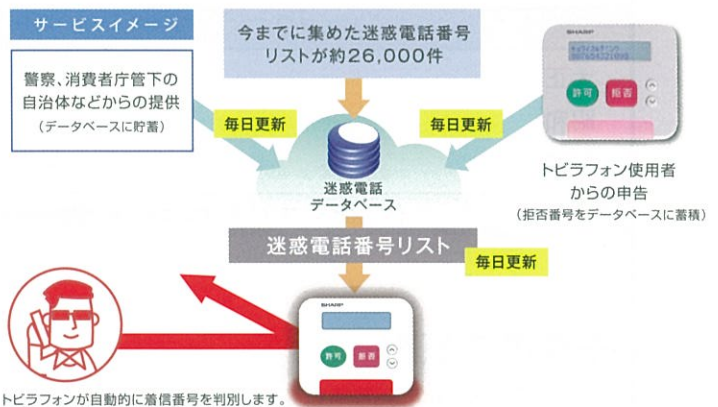 サービスイメージ
今までに集めた迷惑電話番号
リストが約26,000件
警察、消費者庁管下の
自治体などからの提供
(データベースに貯蓄)
毎日更新
毎日更新
SHARP
許可
拒否
トビラフォン使用者
からの申告
(拒否番号をデータベースに蓄積)
迷惑電話
データベース
迷惑電話番号リスト
毎日更新
SHARP
許可
拒否
トビラフォンが自動的に着信番号を判別します。